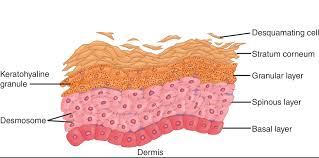 Desquamating cell
Stratum corneum
Keratohyaline
granule
Granular layer
Spinous layer
Desmosome
Basal layer
Dermis